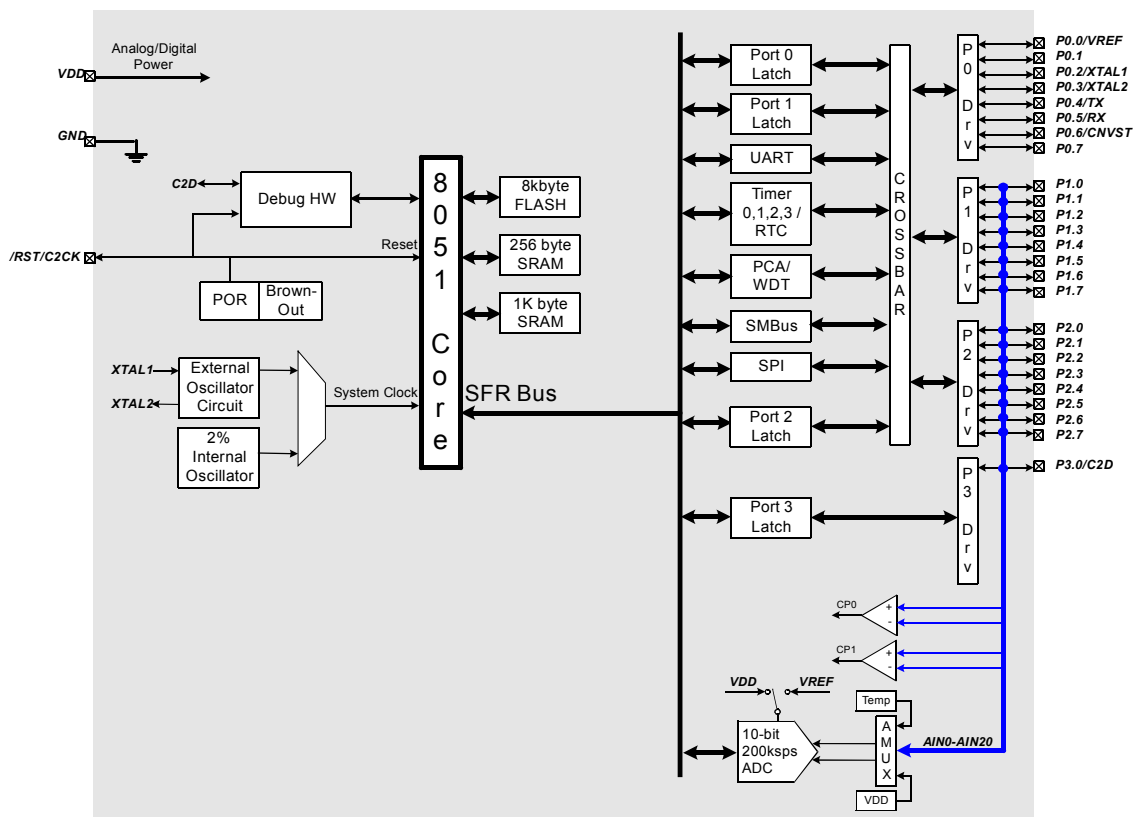 Analog/Digital
Power
VDD
GND
C2D
Debug HW
/RST/C2CK
Reset
POR
Brown-
Out
XTAL1
XTAL2
External
Oscillator
Circuit
2%
Internal
Oscillator
System Clock
8
0
5
1
C
o
r
e
8kbyte
FLASH
256 byte
SRAM
1K byte
SRAM
SFR Bus
Port 0
Latch
Port 1
Latch
UART
Timer
0,1,2,3 /
RTC
PCA/
WDT
SMBus
SPI
Port 2
Latch
Port 3
Latch
C
R
O
S
S
B
A
R
P
0
D
r
v
P
1
D
r
v
P
2
D
r
v
P
3
D
r
v
P0.0/VREF
P0.1
P0.2/XTAL1
P0.3/XTAL2
P0.4/TX
P0.5/RX
P0.6/CNVST
P0.7
P1.0
P1.1
P1.2
P1.3
P1.4
P1.5
P1.6
P1.7
P2.0
P2.1
P2.2
P2.3
P2.4
P2.5
P2.6
P2.7
P3.0/C2D
CP0
+
-
CP1
+
-
VDD
VREF
10-bit
200ksps
ADC
Temp
A
M
U
X
VDD
AIN0-AIN20